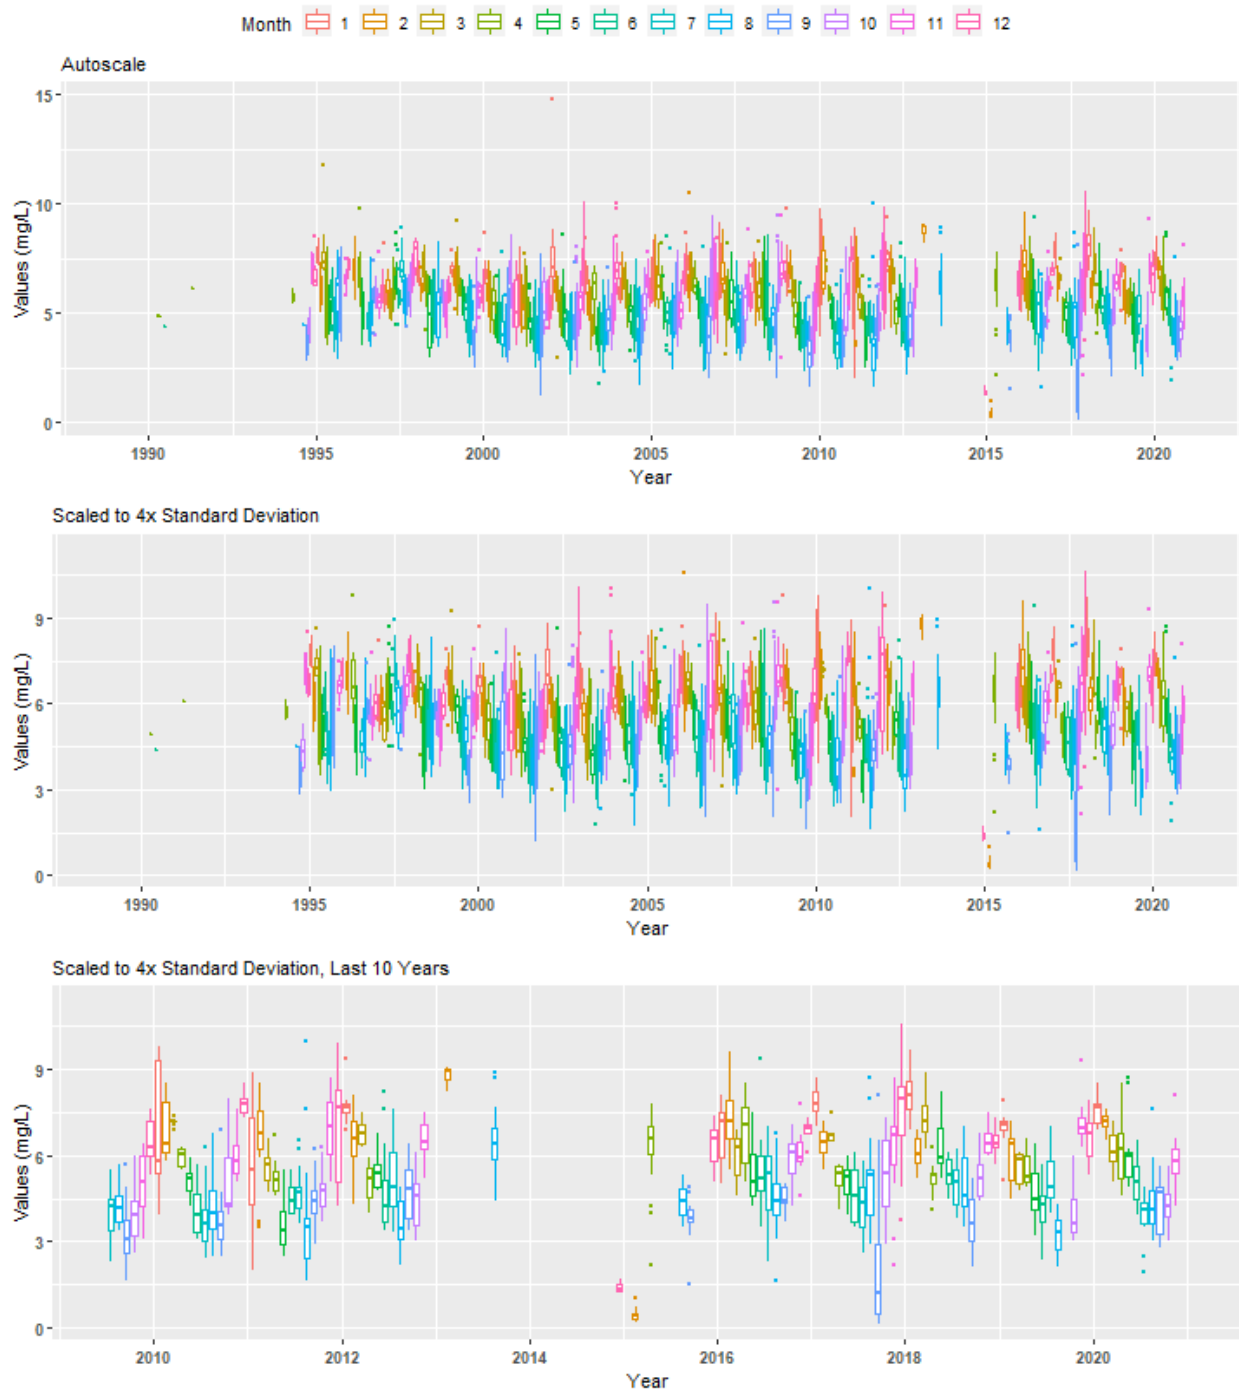 Month 1 2 3 4 5 6 7 8 9 10 11 12
Autoscale
15
10
5
0
Values (mg/L)
1990 1995 2000 2005 2010 2015 2020
Year
Scaled to 4x Standard Deviation
9
6
3
0
Values (mg/L)
1990 1995 2000 2005 2010 2015 2020
Year
Scaled to 4x Standard Deviation, Last 10 Years
9
6
3
0
Values (mg/L)
2010 2012 2014 2016 2018 2020
Year